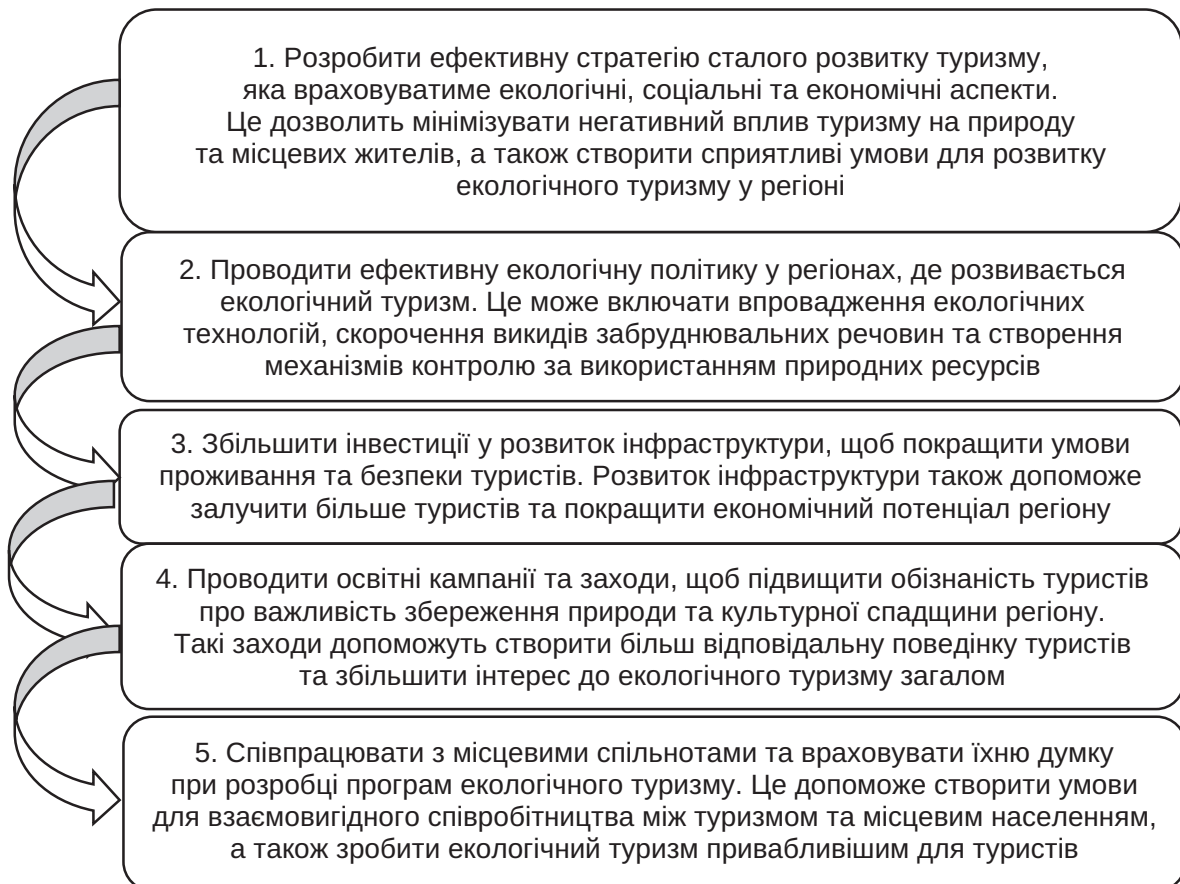 1. Розробити ефективну стратегію сталого розвитку туризму,
яка враховуватиме екологічні, соціальні та економічні аспекти.
Це дозволить мінімізувати негативний вплив туризму на природу
та місцевих жителів, а також створити сприятливі умови для розвитку
екологічного туризму у регіоні
2. Проводити ефективну екологічну політику у регіонах, де розвивається
екологічний туризм. Це може включати впровадження екологічних
технологій, скорочення викидів забруднювальних речовин та створення
механізмів контролю за використанням природних ресурсів
3. Збільшити інвестиції у розвиток інфраструктури, щоб покращити умови
проживання та безпеки туристів. Розвиток інфраструктури також допоможе
залучити більше туристів та покращити економічний потенціал регіону
4. Проводити освітні кампанії та заходи, щоб підвищити обізнаність туристів
про важливість збереження природи та культурної спадщини регіону.
Такі заходи допоможуть створити більш відповідальну поведінку туристів
та збільшити інтерес до екологічного туризму загалом
5. Співпрацювати з місцевими спільнотами та враховувати їхню думку
при розробці програм екологічного туризму. Це допоможе створити умови
для взаємовигідного співробітництва між туризмом та місцевим населенням,
а також зробити екологічний туризм привабливішим для туристів